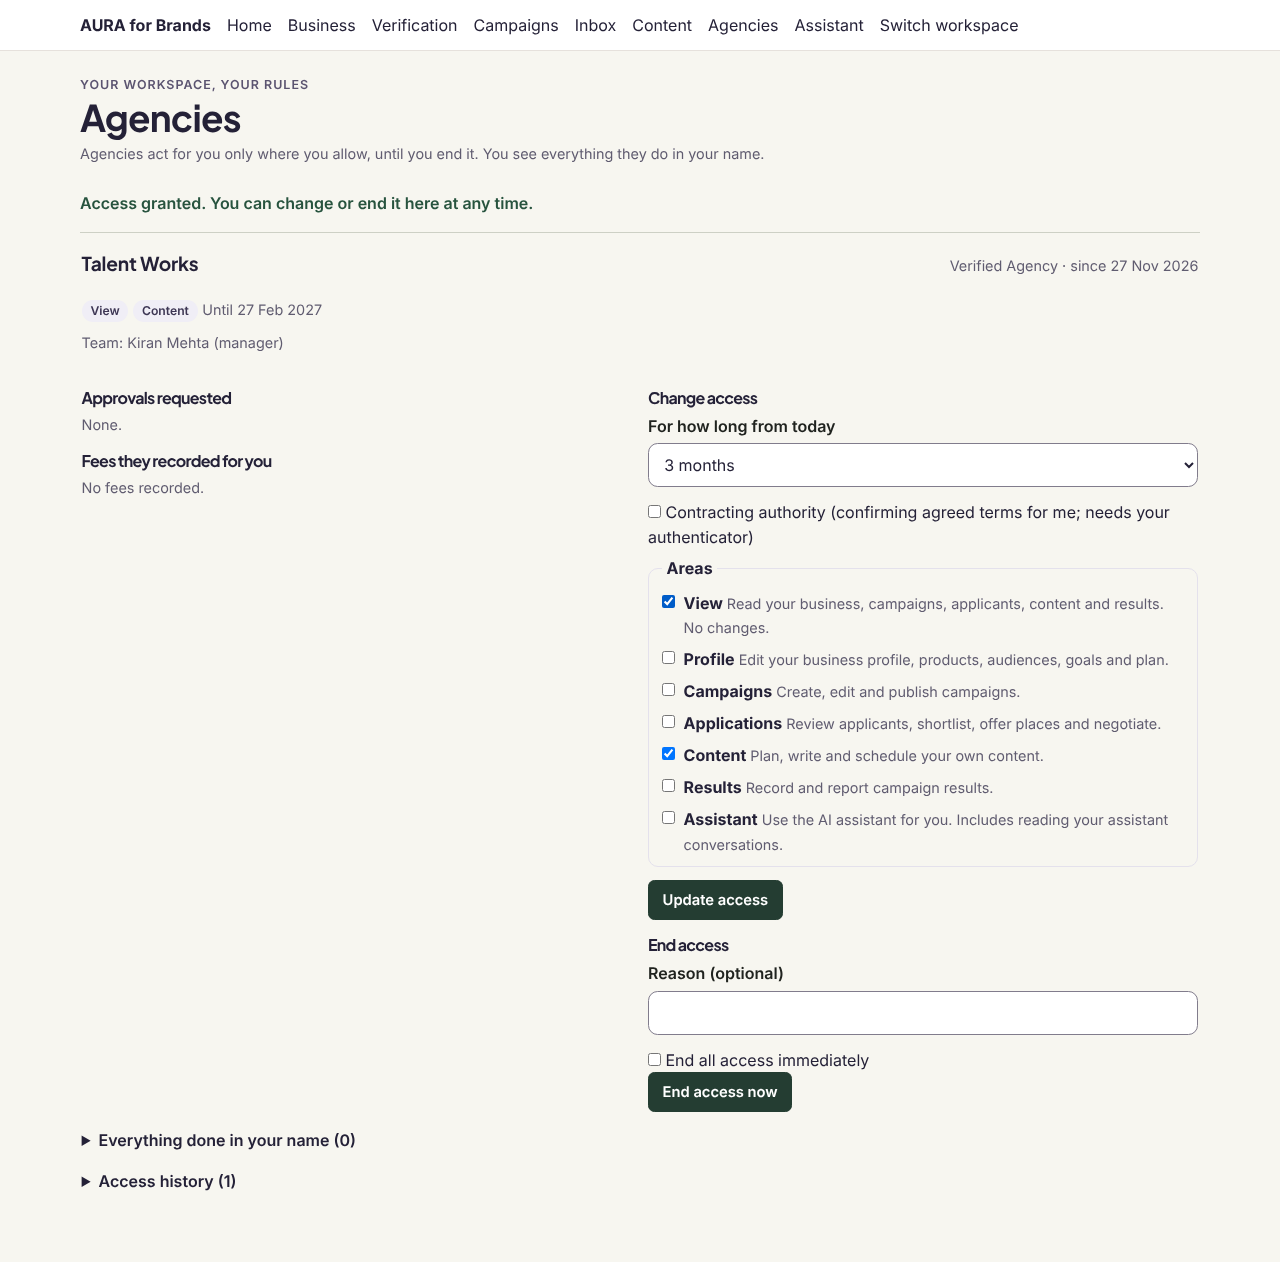 AURA for Brands Home Business Verification Campaigns Inbox Content Agencies Assistant Switch workspace
YOUR WORKSPACE, YOUR RULES
Agencies
Agencies act for you only where you allow, until you end it. You see everything they do in your name.
Access granted. You can change or end it here at any time.
Talent Works
Verified Agency · since 27 Nov 2026
View Content Until 27 Feb 2027
Team: Kiran Mehta (manager)
Approvals requested
None.
Fees they recorded for you
No fees recorded.
Change access
For how long from today
3 months
Contracting authority (confirming agreed terms for me; needs your
authenticator)
Areas
View Read your business, campaigns, applicants, content and results.
No changes.
Profile Edit your business profile, products, audiences, goals and plan.
Campaigns Create, edit and publish campaigns.
Applications Review applicants, shortlist, offer places and negotiate.
Content Plan, write and schedule your own content.
Results Record and report campaign results.
Assistant Use the AI assistant for you. Includes reading your assistant
conversations.
Update access
End access
Reason (optional)
End all access immediately
End access now
Everything done in your name (0)
Access history (1)